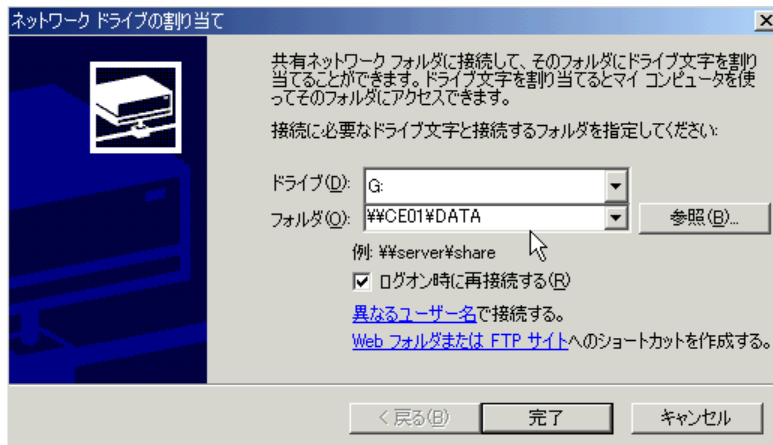 ネットワーク ドライブの割り当て
共有ネットワーク フォルダに接続して、そのフォルダにドライブ文字を割り
当てることができます。ドライブ文字を割り当てるとマイ コンピュータを使
ってそのフォルダにアクセスできます。
接続に必要なドライブ文字と接続するフォルダを指定してください:
ドライブ(D): G:
フォルダ(O): ¥¥CE01¥DATA 参照(B)...
例: ¥¥server¥share
ログオン時に再接続する(R)
異なるユーザー名で接続する。
Web フォルダまたは FTP サイトへのショートカットを作成する。
< 戻る(B) 完了 キャンセル